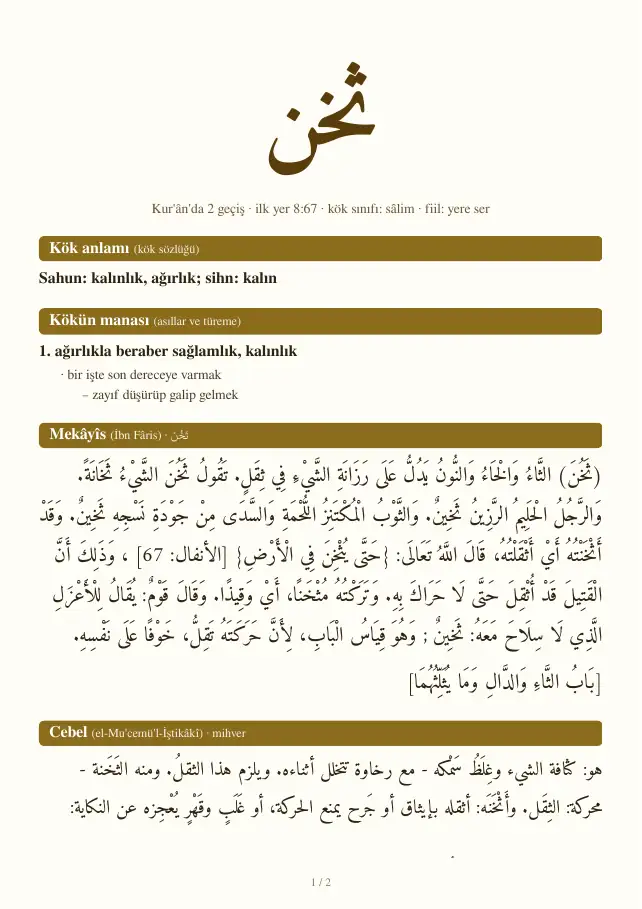 ثخن
Kur'ân'da 2 geçiş · ilk yer 8:67 · kök sınıfı: sâlim · fiil: yere ser
Kök anlamı (kök sözlüğü)
Sahun: kalınlık, ağırlık; sihn: kalın
Kökün manası (asıllar ve türeme)
1. ağırlıkla beraber sağlamlık, kalınlık
· bir işte son dereceye varmak
– zayıf düşürüp galip gelmek
Mekâyîs (İbn Fâris) · ثَخُنَ
(ثَخُنَ) الثَّاءُ وَالْخَاءُ وَالنُّونُ يَدُلُّ عَلَى رَزَانَةِ الشَّيْءِ فِي ثِقَلٍ. تَقُولُ ثَخُنَ الشَّيْءُ ثَخَانَةً.
وَالرَّجُلُ الْحَلِيمُ الرَّزِينُ ثَخِينٌ. وَالثَّوْبُ الْمُكْتَنِزُ اللُّحْمَةِ وَالسَّدَى مِنْ جَوْدَةِ نَسْجِهِ ثَخِينٌ. وَقَدْ
أَثْخَنْتُهُ أَيْ أَثْقَلْتُهُ، قَالَ اللَّهُ تَعَالَى: {حَتَّى يُثْخِنَ فِي الْأَرْضِ} [الأنفال: 67] ، وَذَلِكَ أَنَّ
الْقَتِيلَ قَدْ أُثْقِلَ حَتَّى لَا حَرَاكَ بِهِ. وَتَرَكْتُهُ مُثْخَنًا، أَيْ وَقِيذًا. وَقَالَ قَوْمٌ: يُقَالُ لِلْأَعْزَلِ
الَّذِي لَا سِلَاحَ مَعَهُ: ثَخِينٌ ; وَهُوَ قِيَاسُ الْبَابِ، لِأَنَّ حَرَكَتَهُ تَقِلُّ، خَوْفًا عَلَى نَفْسِهِ.
[بَابُ الثَّاءِ وَالدَّالِ وَمَا يُثَلِّثُهُمَا]
Cebel (el-Mu'cemü'l-İştikâkî) · mihver
هو: كثافة الشيء وغِلَظُ سَمْكه - مع رخاوة تتخلل أثناءه. ويلزم هذا الثقلُ. ومنه الثَخَنة -
محركة: الثِقَل. وأَثْخَنَه: أثقله بإيثاق أو جَرح يمنع الحركة، أو غَلَبٍ وقَهْرٍ يُعْجِزه عن النكاية:
1 / 2